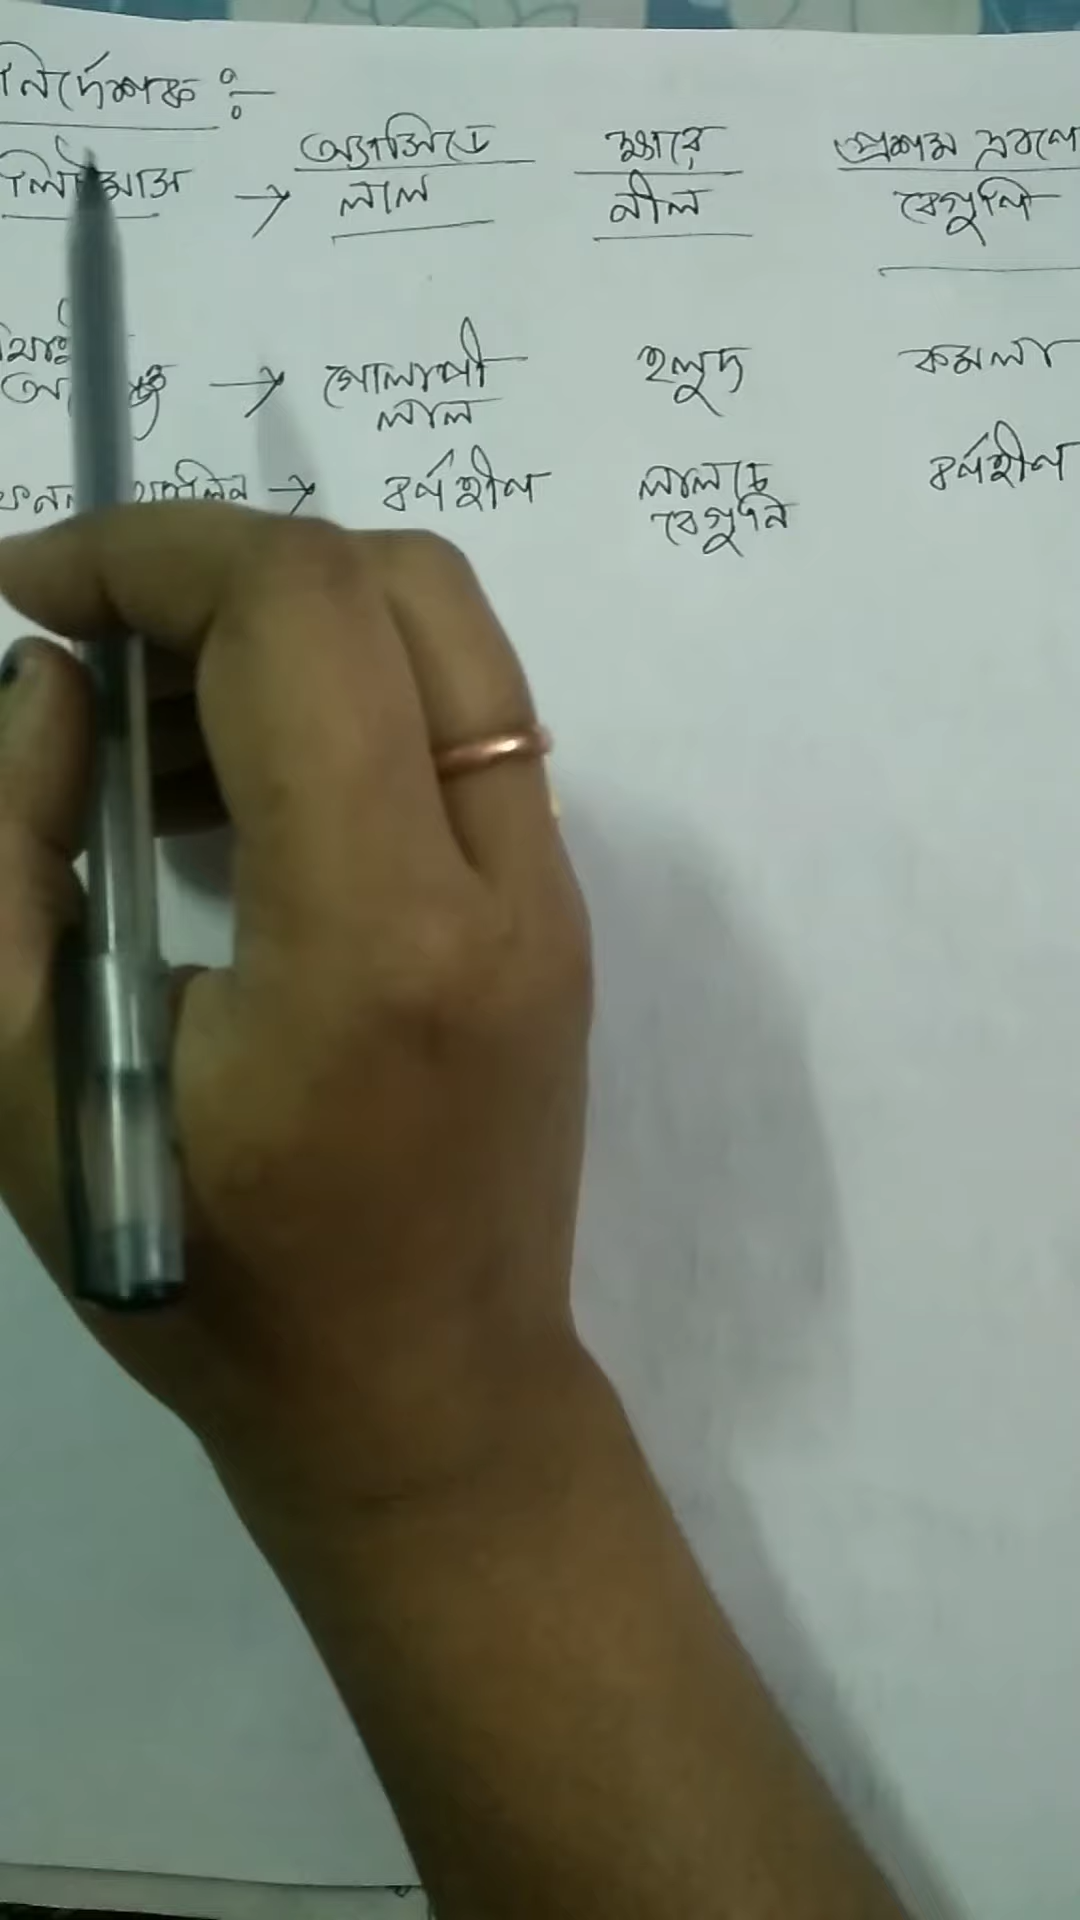 নির্দেশক :-
অ্যাসিডে ক্ষারে প্রশম দ্রবণে
→ লাল নীল বেগুনি
→ গোলাপী লাল হলুদ কমলা
→ বর্ণহীন লালচে বেগুনি বর্ণহীন